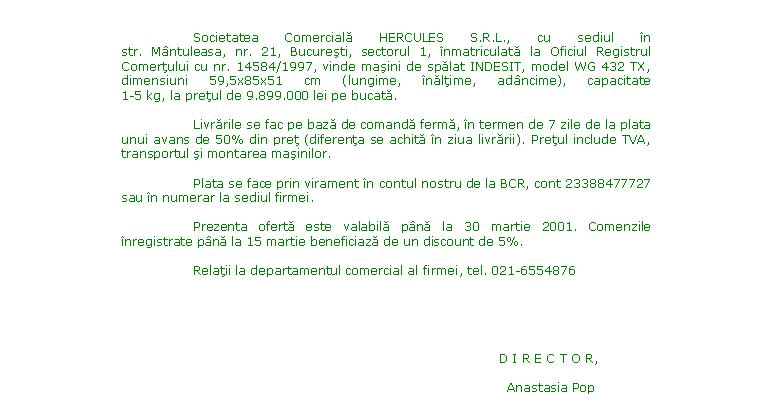 Societatea Comercială HERCULES S.R.L., cu sediul în
str. Mântuleasa, nr. 21, Bucureşti, sectorul 1, înmatriculată la Oficiul Registrul
Comerţului cu nr. 14584/1997, vinde maşini de spălat INDESIT, model WG 432 TX,
dimensiuni 59,5x85x51 cm (lungime, înălţime, adâncime), capacitate
1-5 kg, la preţul de 9.899.000 lei pe bucată.
Livrările se fac pe bază de comandă fermă, în termen de 7 zile de la plata
unui avans de 50% din preţ (diferenţa se achită în ziua livrării). Preţul include TVA,
transportul şi montarea maşinilor.
Plata se face prin virament în contul nostru de la BCR, cont 23388477727
sau în numerar la sediul firmei.
Prezenta ofertă este valabilă până la 30 martie 2001. Comenzile
înregistrate până la 15 martie beneficiază de un discount de 5%.
Relaţii la departamentul comercial al firmei, tel. 021-6554876
D I R E C T O R,
Anastasia Pop